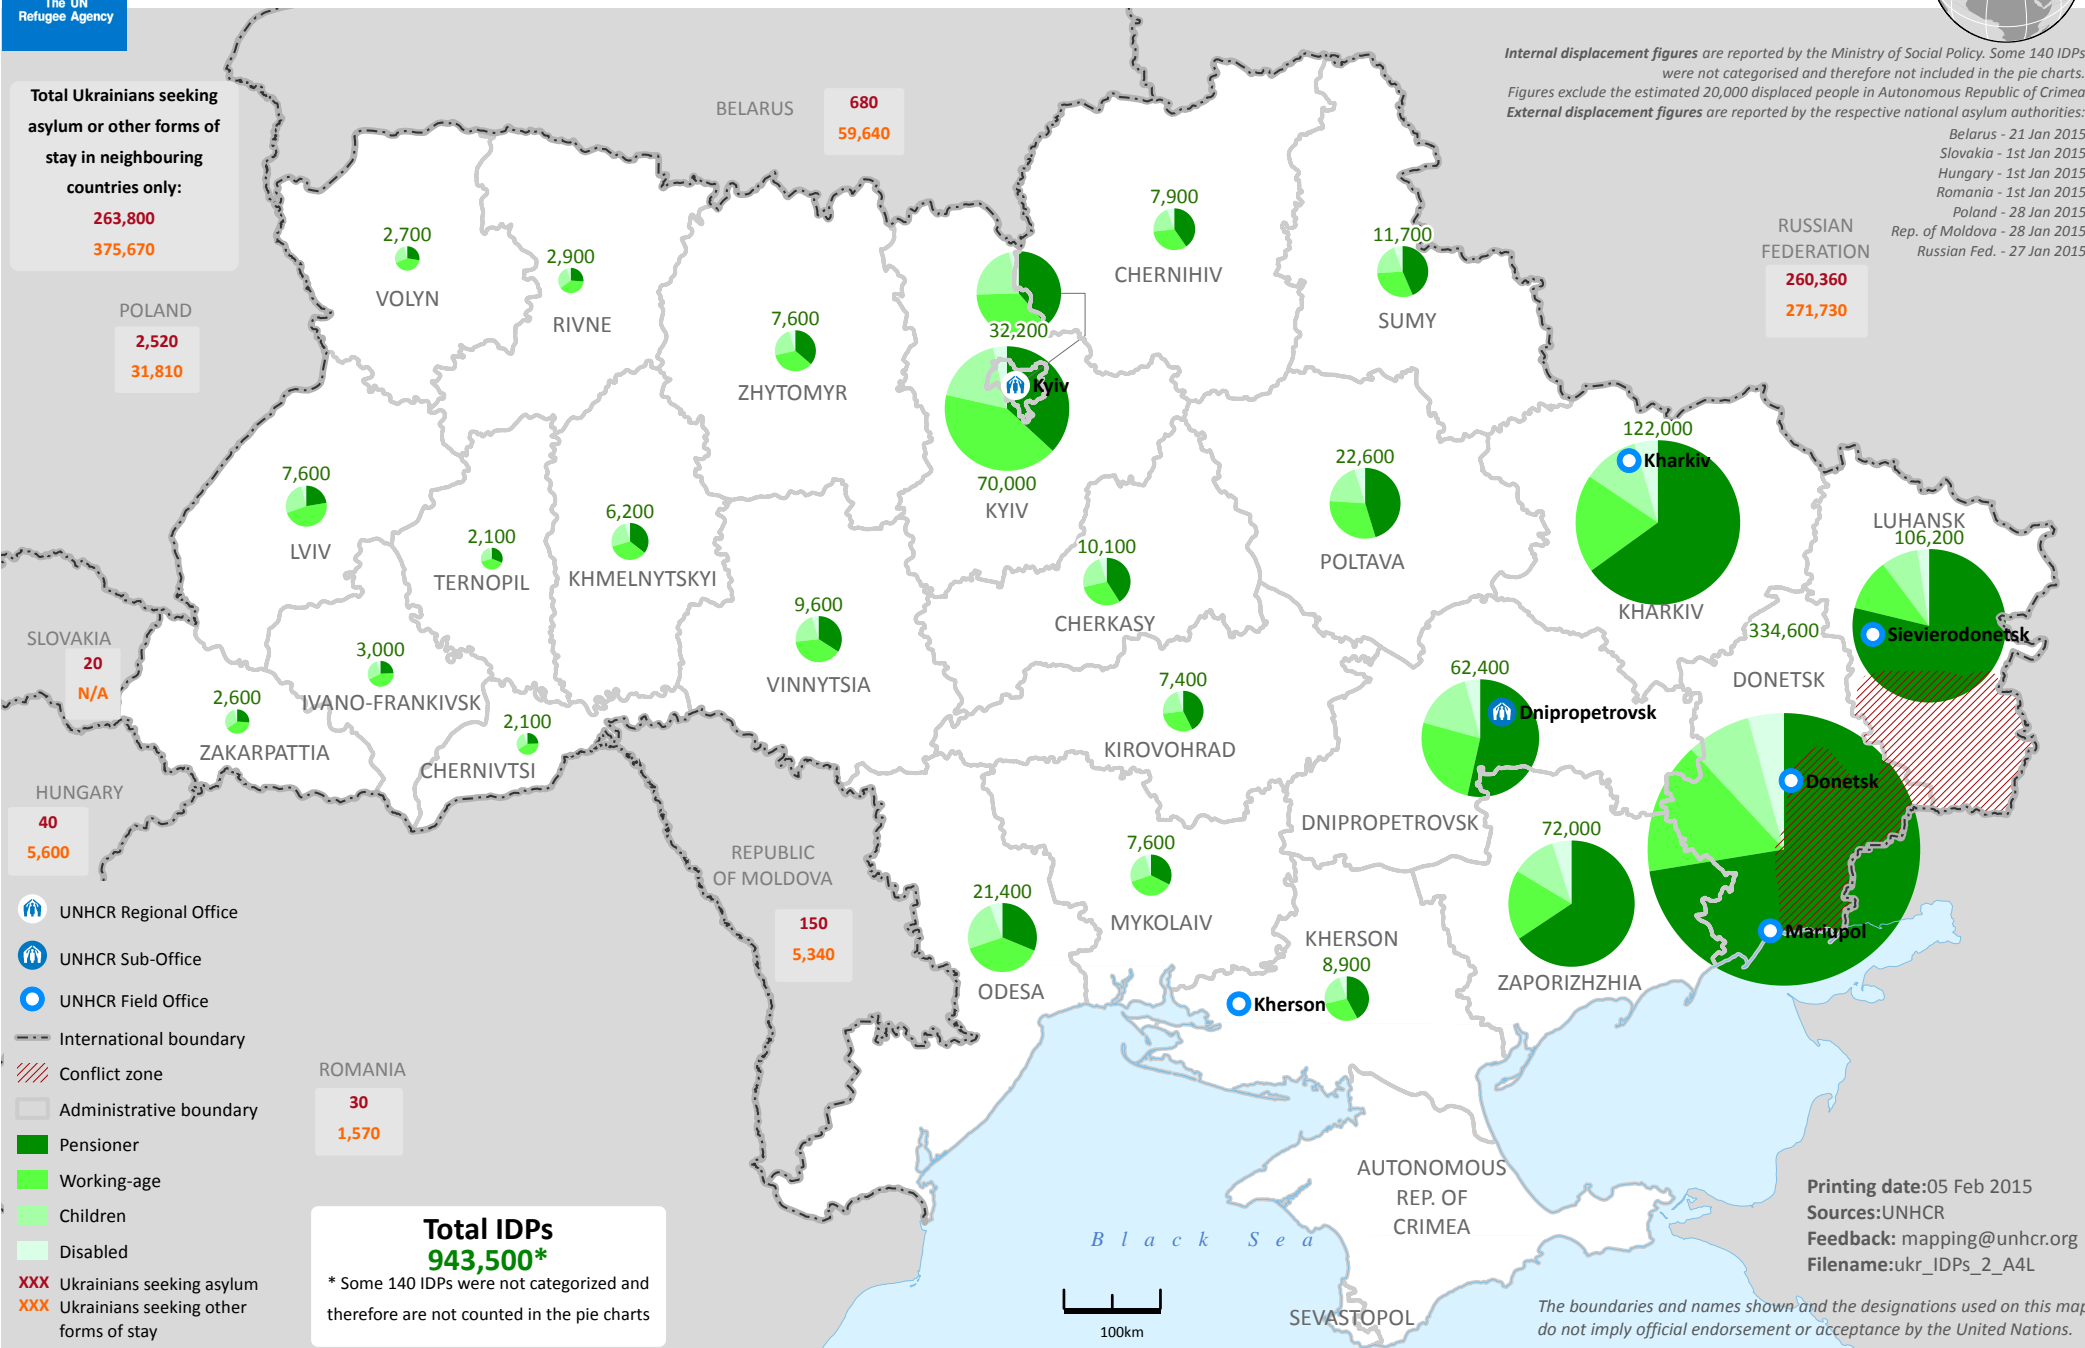 The UN
Refugee Agency
Internal displacement figures are reported by the Ministry of Social Policy. Some 140 IDPs
were not categorised and therefore not included in the pie charts.
Figures exclude the estimated 20,000 displaced people in Autonomous Republic of Crimea
External displacement figures are reported by the respective national asylum authorities:
Belarus - 21 Jan 2015
Slovakia - 1st Jan 2015
Hungary - 1st Jan 2015
Romania - 1st Jan 2015
Poland - 28 Jan 2015
Rep. of Moldova - 28 Jan 2015
Russian Fed. - 27 Jan 2015
Total Ukrainians seeking
asylum or other forms of
stay in neighbouring
countries only:
263,800
375,670
BELARUS
680
59,640
RUSSIAN
FEDERATION
260,360
271,730
POLAND
2,520
31,810
2,700
VOLYN
2,900
RIVNE
7,600
ZHYTOMYR
32,200
Kyiv
70,000
KYIV
7,900
CHERNIHIV
11,700
SUMY
7,600
LVIV
2,100
TERNOPIL
6,200
KHMELNYTSKYI
9,600
VINNYTSIA
10,100
CHERKASY
22,600
POLTAVA
122,000
Kharkiv
KHARKIV
LUHANSK
106,200
Sievierodonetsk
334,600
DONETSK
Donetsk
Mariupol
SLOVAKIA
20
N/A
3,000
IVANO-FRANKIVSK
2,600
ZAKARPATTIA
2,100
CHERNIVTSI
7,400
KIROVOHRAD
62,400
Dnipropetrovsk
DNIPROPETROVSK
72,000
ZAPORIZHZHIA
HUNGARY
40
5,600
REPUBLIC
OF MOLDOVA
150
5,340
21,400
ODESA
7,600
MYKOLAIV
KHERSON
8,900
Kherson
ROMANIA
30
1,570
AUTONOMOUS
REP. OF
CRIMEA
SEVASTOPOL
Black Sea
100km
UNHCR Regional Office
UNHCR Sub-Office
UNHCR Field Office
International boundary
Conflict zone
Administrative boundary
Pensioner
Working-age
Children
Disabled
XXX Ukrainians seeking asylum
XXX Ukrainians seeking other
forms of stay
Total IDPs
943,500*
* Some 140 IDPs were not categorized and
therefore are not counted in the pie charts
Printing date:05 Feb 2015
Sources:UNHCR
Feedback: mapping@unhcr.org
Filename:ukr_IDPs_2_A4L
The boundaries and names shown and the designations used on this map
do not imply official endorsement or acceptance by the United Nations.